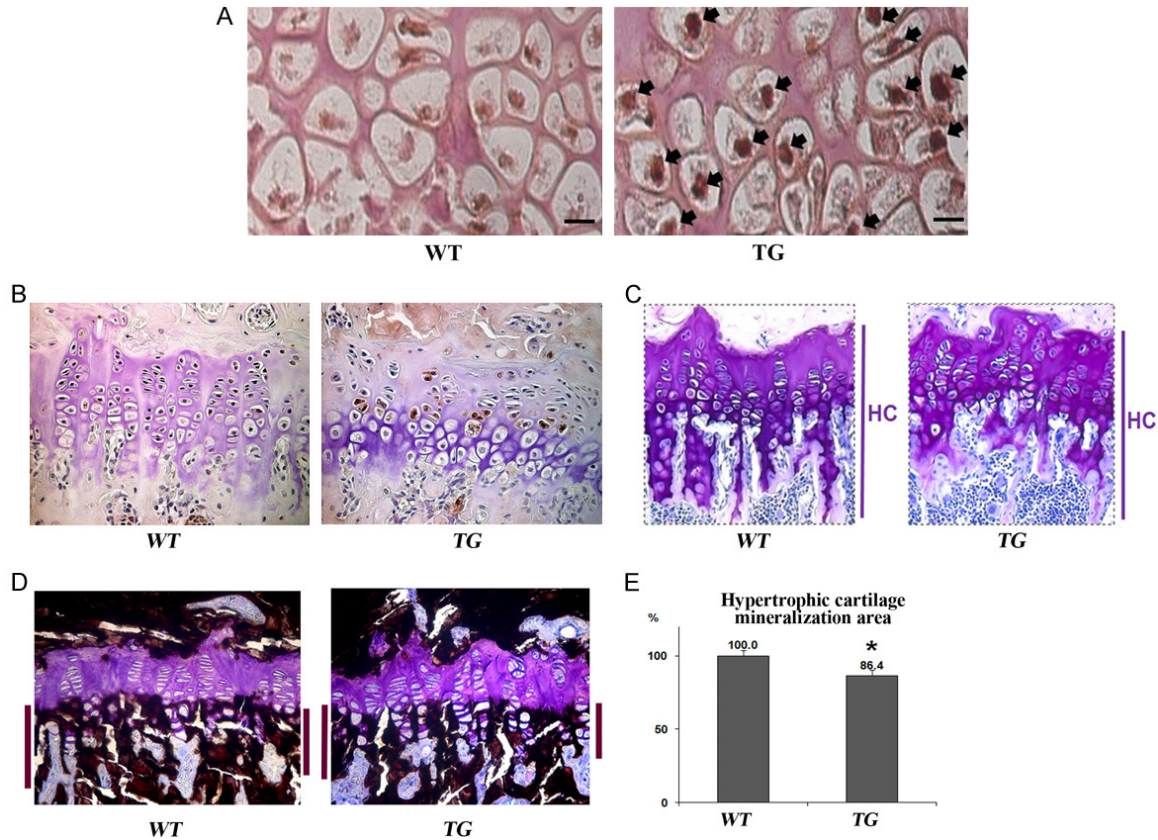 A
WT
TG
B
WT
TG
C
HC
HC
WT
TG
D
WT
TG
E
Hypertrophic cartilage
mineralization area
%
100
50
0
100.0
*
86.4
WT
TG